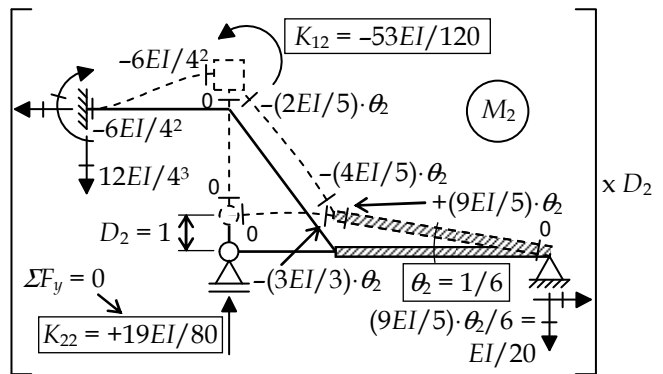 K₁₂ = –53EI/120
–6EI/4²
0
–(2EI/5)·θ₂
M₂
–6EI/4²
12EI/4³
–(4EI/5)·θ₂
0
+(9EI/5)·θ₂
x D₂
D₂ = 1
0
0
ΣFy = 0
–(3EI/3)·θ₂
θ₂ = 1/6
K₂₂ = +19EI/80
(9EI/5)·θ₂/6 =
EI/20